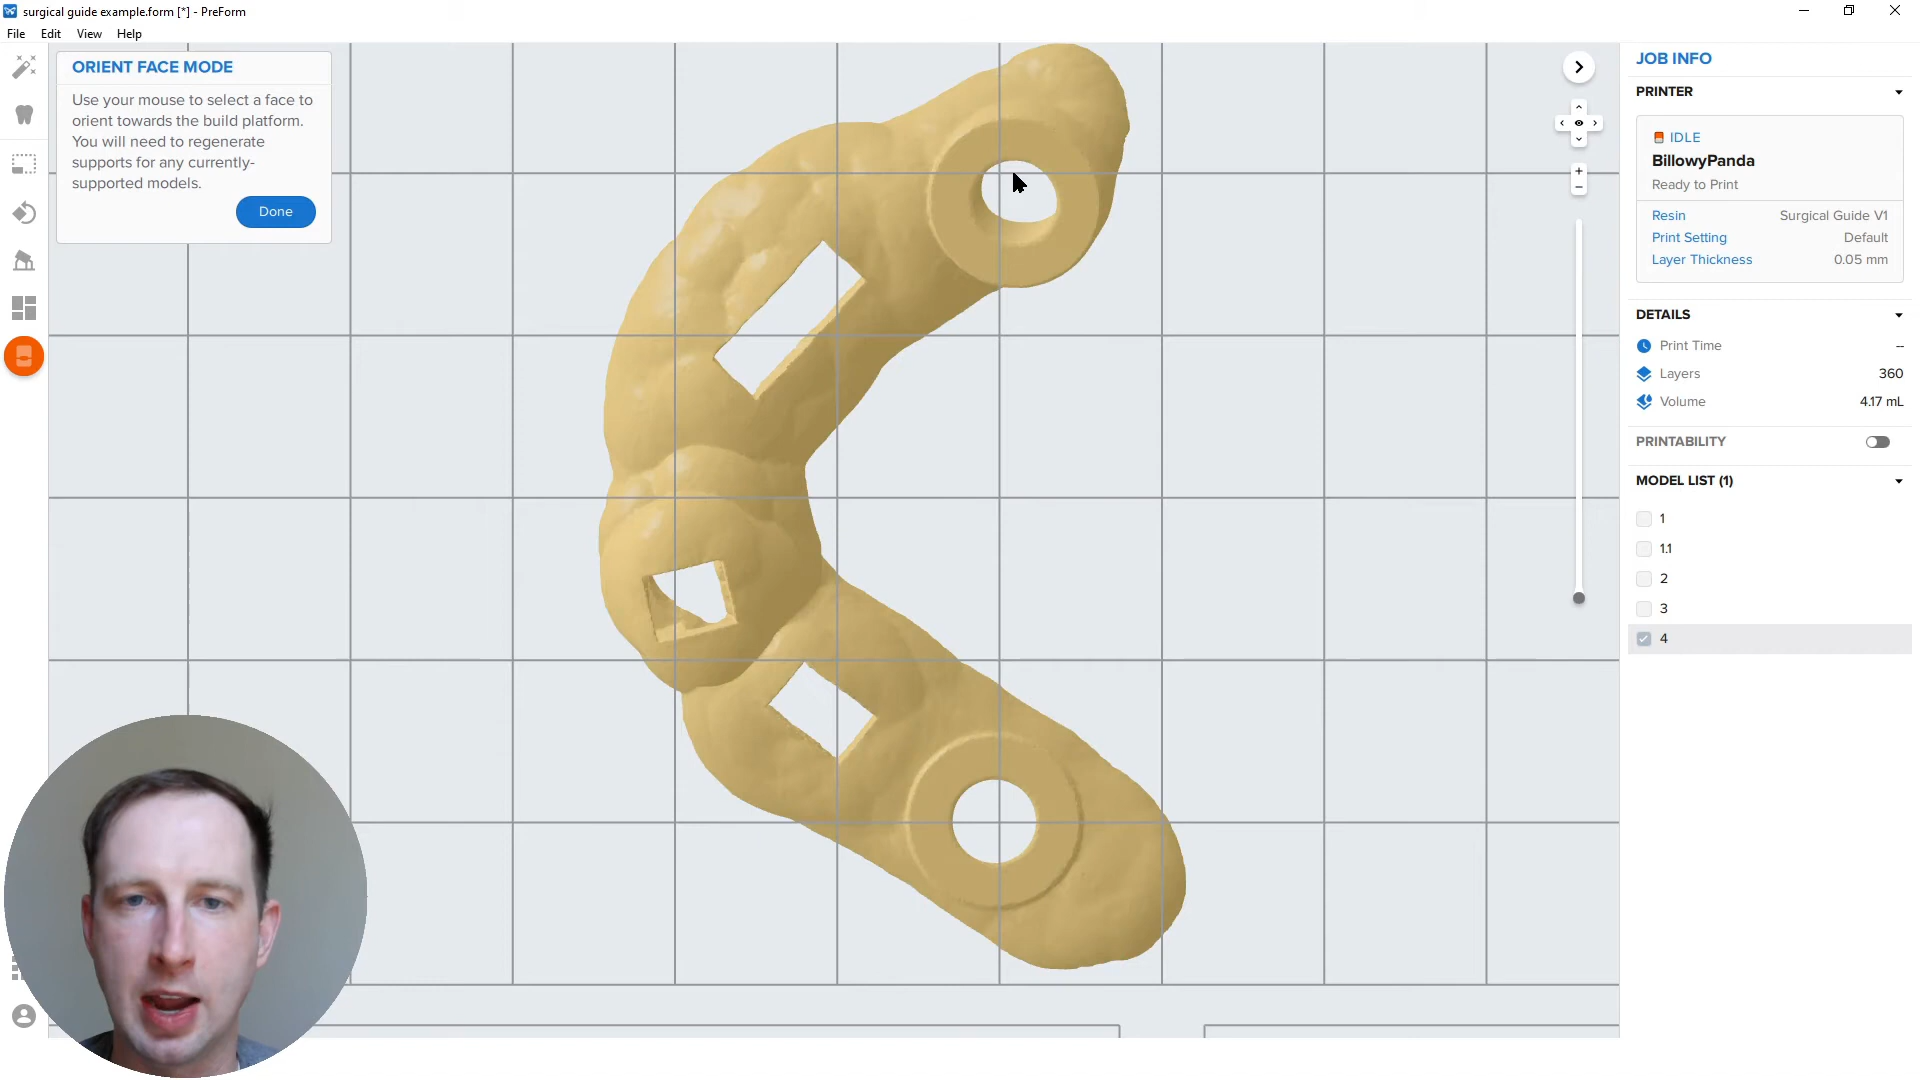 surgical guide example.form [*] - PreForm
File Edit View Help
ORIENT FACE MODE
Use your mouse to select a face to
orient towards the build platform.
You will need to regenerate
supports for any currently-
supported models.
Done
JOB INFO
PRINTER
IDLE
BillowyPanda
Ready to Print
Resin Surgical Guide V1
Print Setting Default
Layer Thickness 0.05 mm
DETAILS
Print Time --
Layers 360
Volume 4.17 mL
PRINTABILITY
MODEL LIST (1)
1
1.1
2
3
4